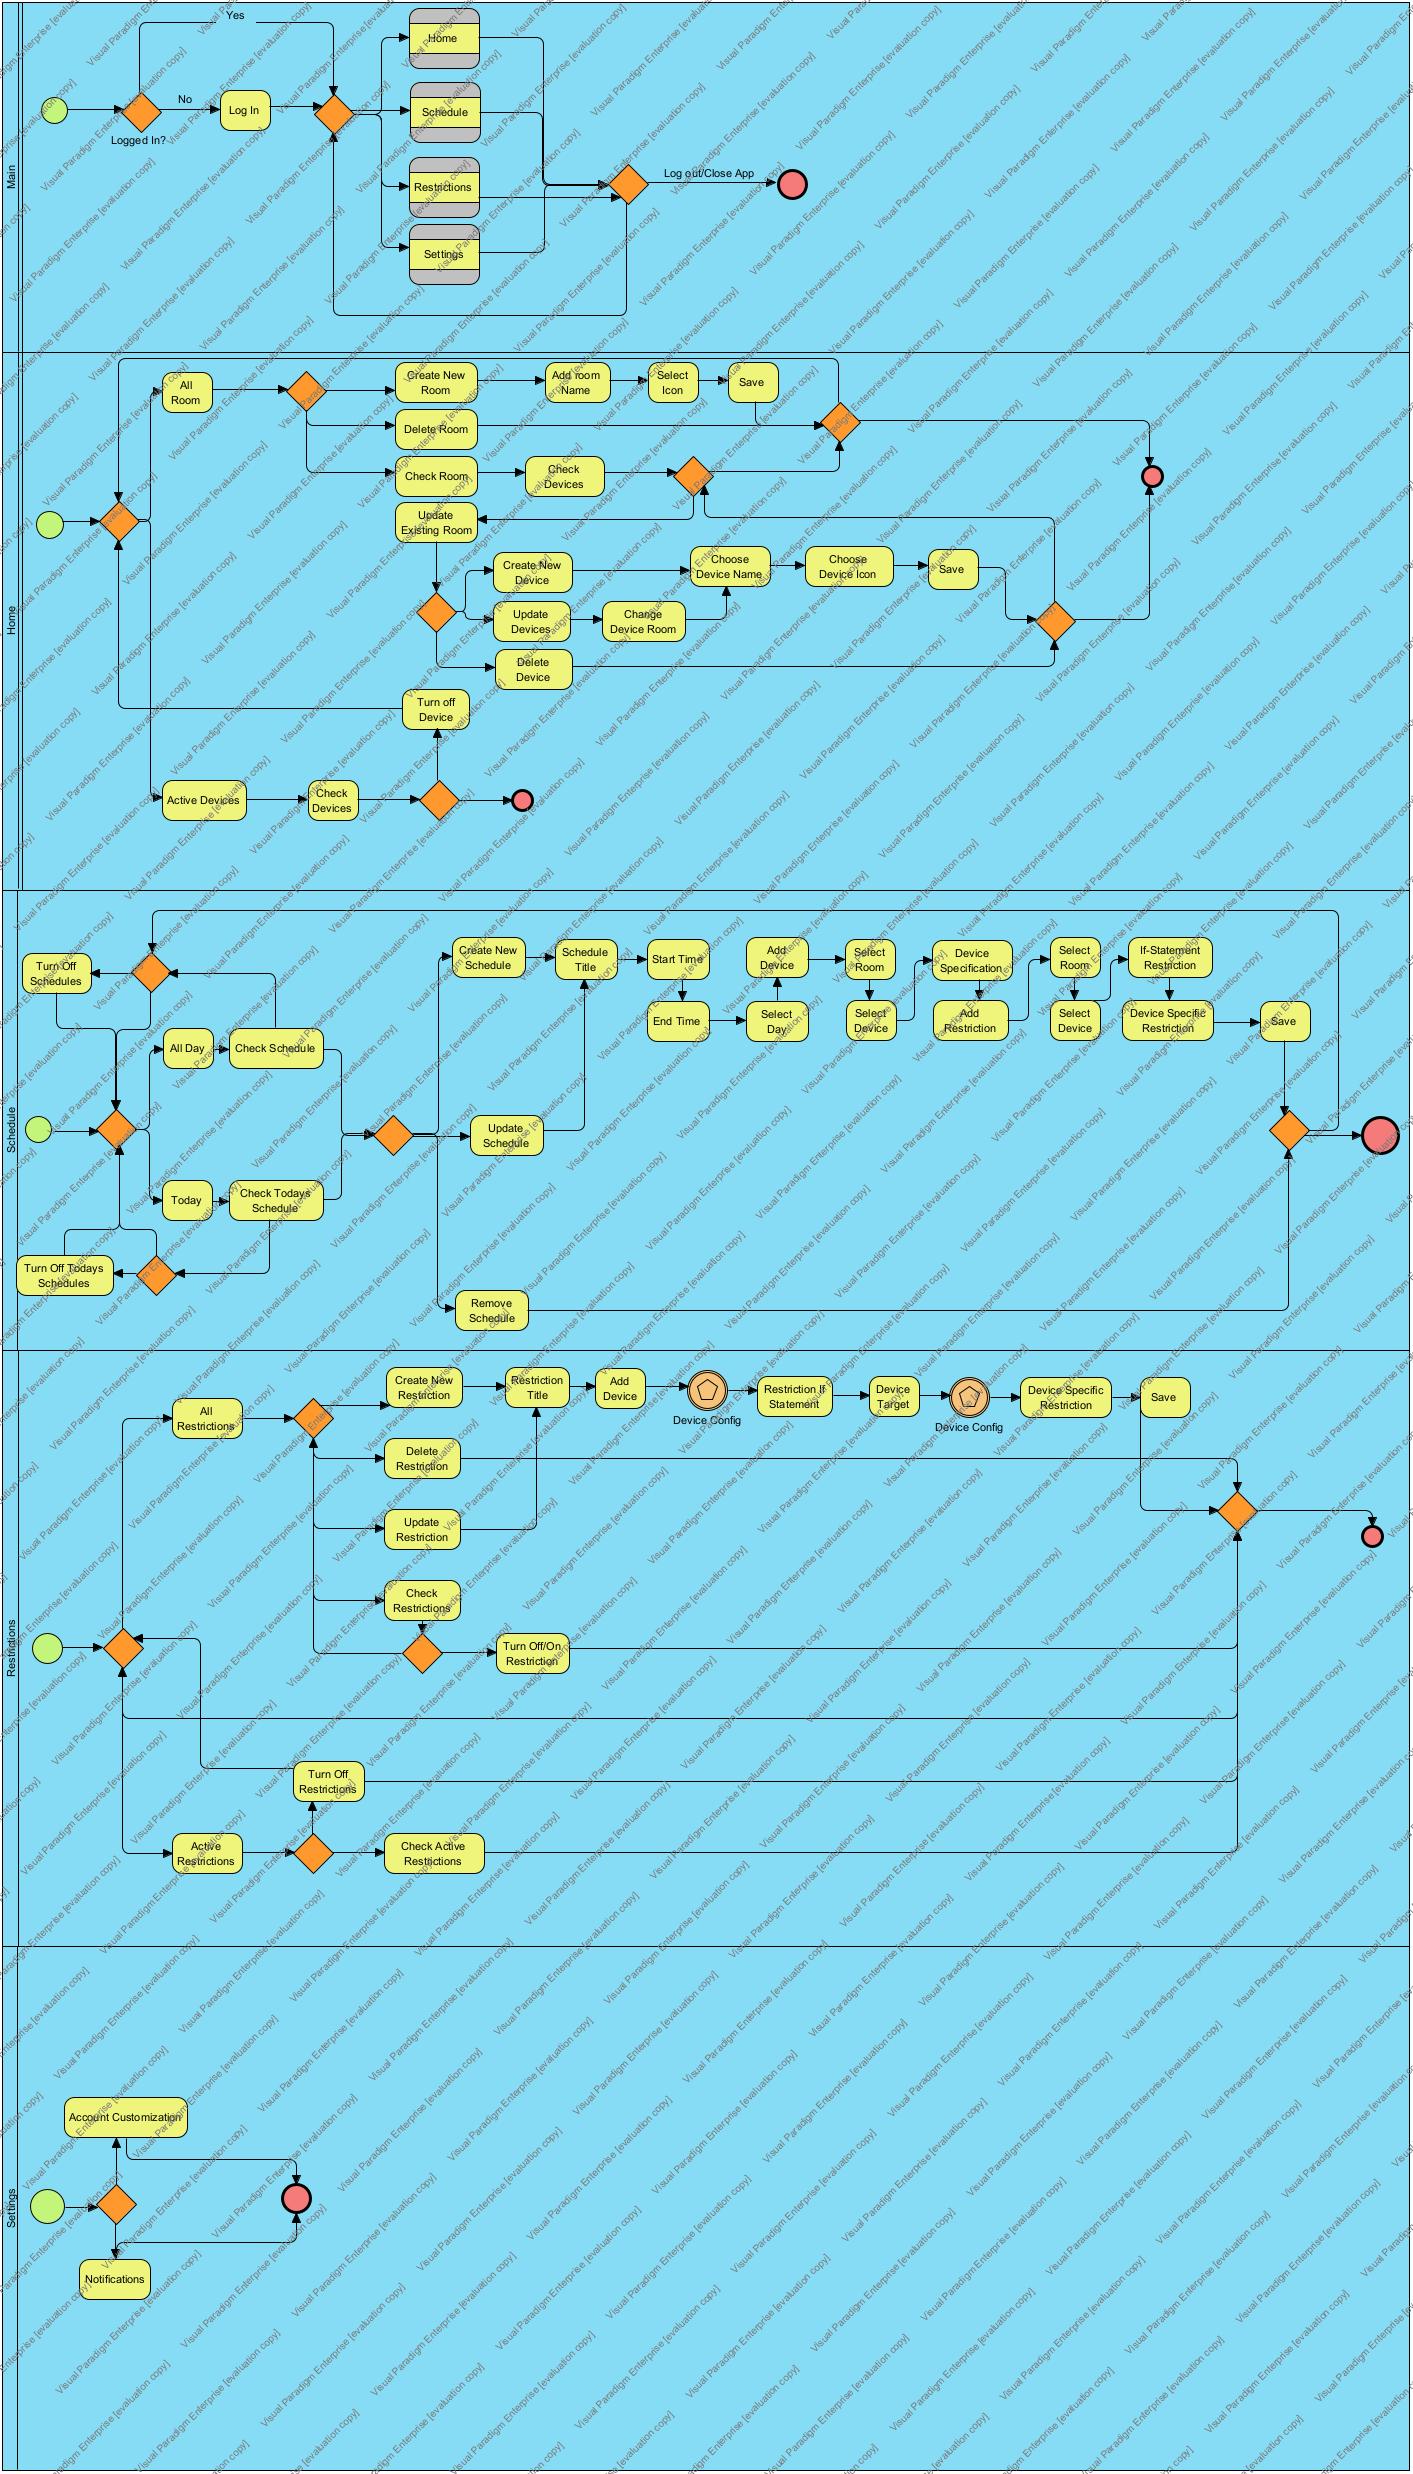 Main
Yes
No
Logged In?
Log In
Home
Schedule
Restrictions
Settings
Log out/Close App
Home
All
Room
Create New
Room
Add room
Name
Select
Icon
Save
Delete Room
Check Room
Check
Devices
Update
Existing Room
Create New
Device
Choose
Device Name
Choose
Device Icon
Save
Update
Devices
Change
Device Room
Delete
Device
Turn off
Device
Active Devices
Check
Devices
Schedule
Turn Off
Schedules
All Day
Check Schedule
Today
Check Todays
Schedule
Turn Off Todays
Schedules
Create New
Schedule
Schedule
Title
Start Time
End Time
Add
Device
Select
Day
Select
Room
Select
Device
Device
Specification
Add
Restriction
Select
Room
Select
Device
If-Statement
Restriction
Device Specific
Restriction
Save
Update
Schedule
Remove
Schedule
Restrictions
All
Restrictions
Create New
Restriction
Restriction
Title
Add
Device
Device Config
Restriction If
Statement
Device
Target
Device Config
Device Specific
Restriction
Save
Delete
Restriction
Update
Restriction
Check
Restrictions
Turn Off/On
Restriction
Turn Off
Restrictions
Active
Restrictions
Check Active
Restrictions
Settings
Account Customization
Notifications
Visual Paradigm Enterprise [evaluation copy]